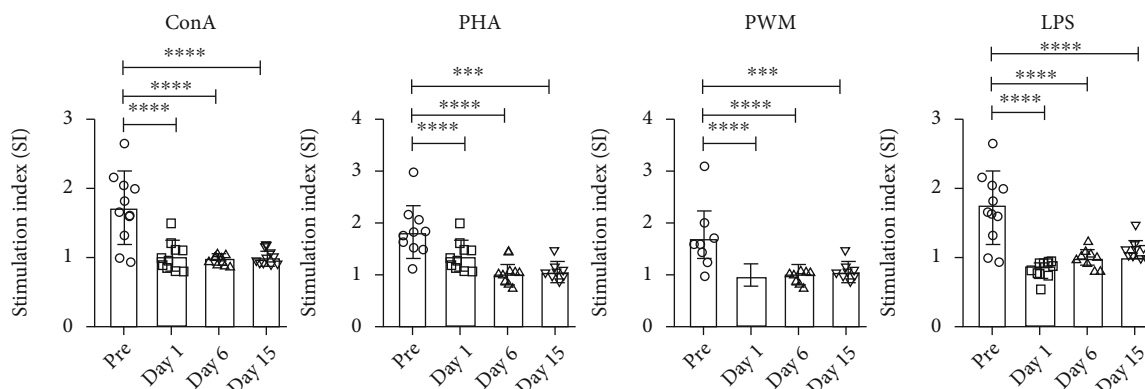 ConA
****
****
****
Stimulation index (SI)
3
2
1
0
Pre
Day 1
Day 6
Day 15
PHA
***
****
****
Stimulation index (SI)
4
3
2
1
0
Pre
Day 1
Day 6
Day 15
PWM
***
****
****
Stimulation index (SI)
4
3
2
1
0
Pre
Day 1
Day 6
Day 15
LPS
****
****
****
Stimulation index (SI)
3
2
1
0
Pre
Day 1
Day 6
Day 15